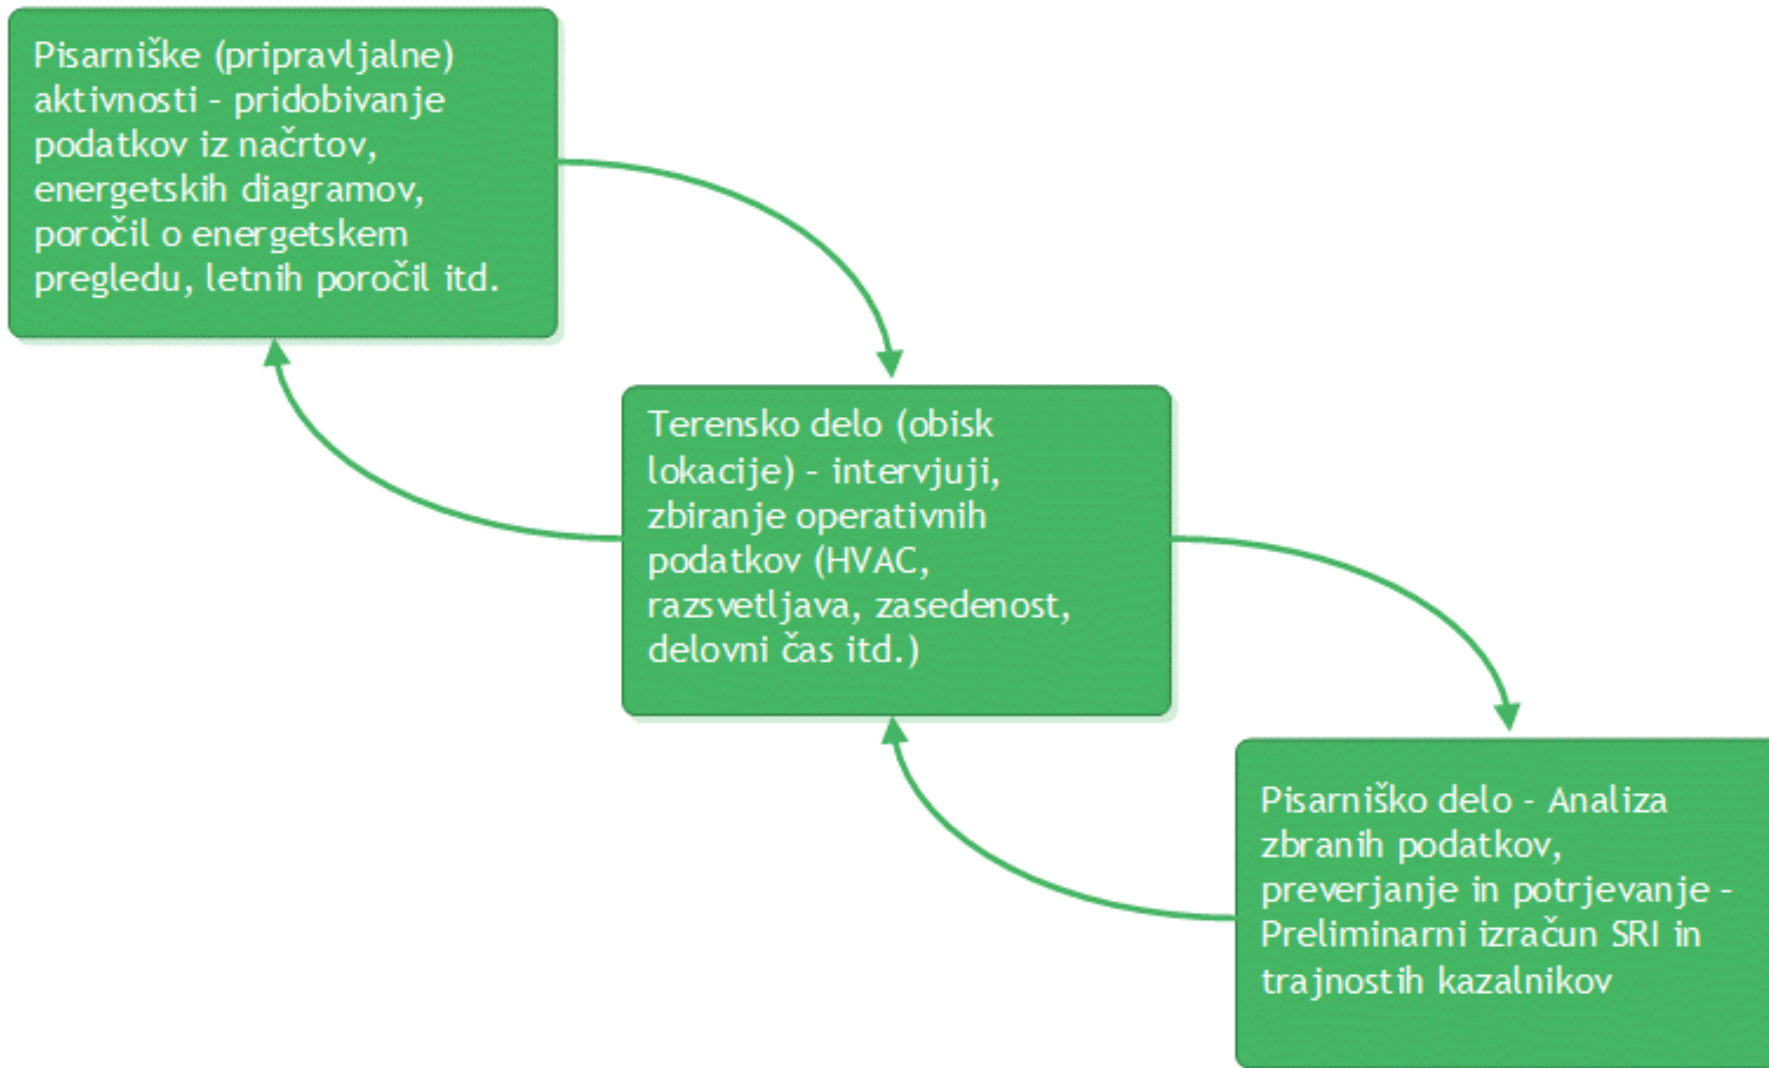 Pisarniške (pripravljalne)
aktivnosti – pridobivanje
podatkov iz načrtov,
energetskih diagramov,
poročil o energetskem
pregledu, letnih poročil itd.
Terensko delo (obisk
lokacije) – intervjuji,
zbiranje operativnih
podatkov (HVAC,
razsvetljava, zasedenost,
delovni čas itd.)
Pisarniško delo - Analiza
zbranih podatkov,
preverjanje in potrjevanje –
Preliminarni izračun SRI in
trajnostih kazalnikov